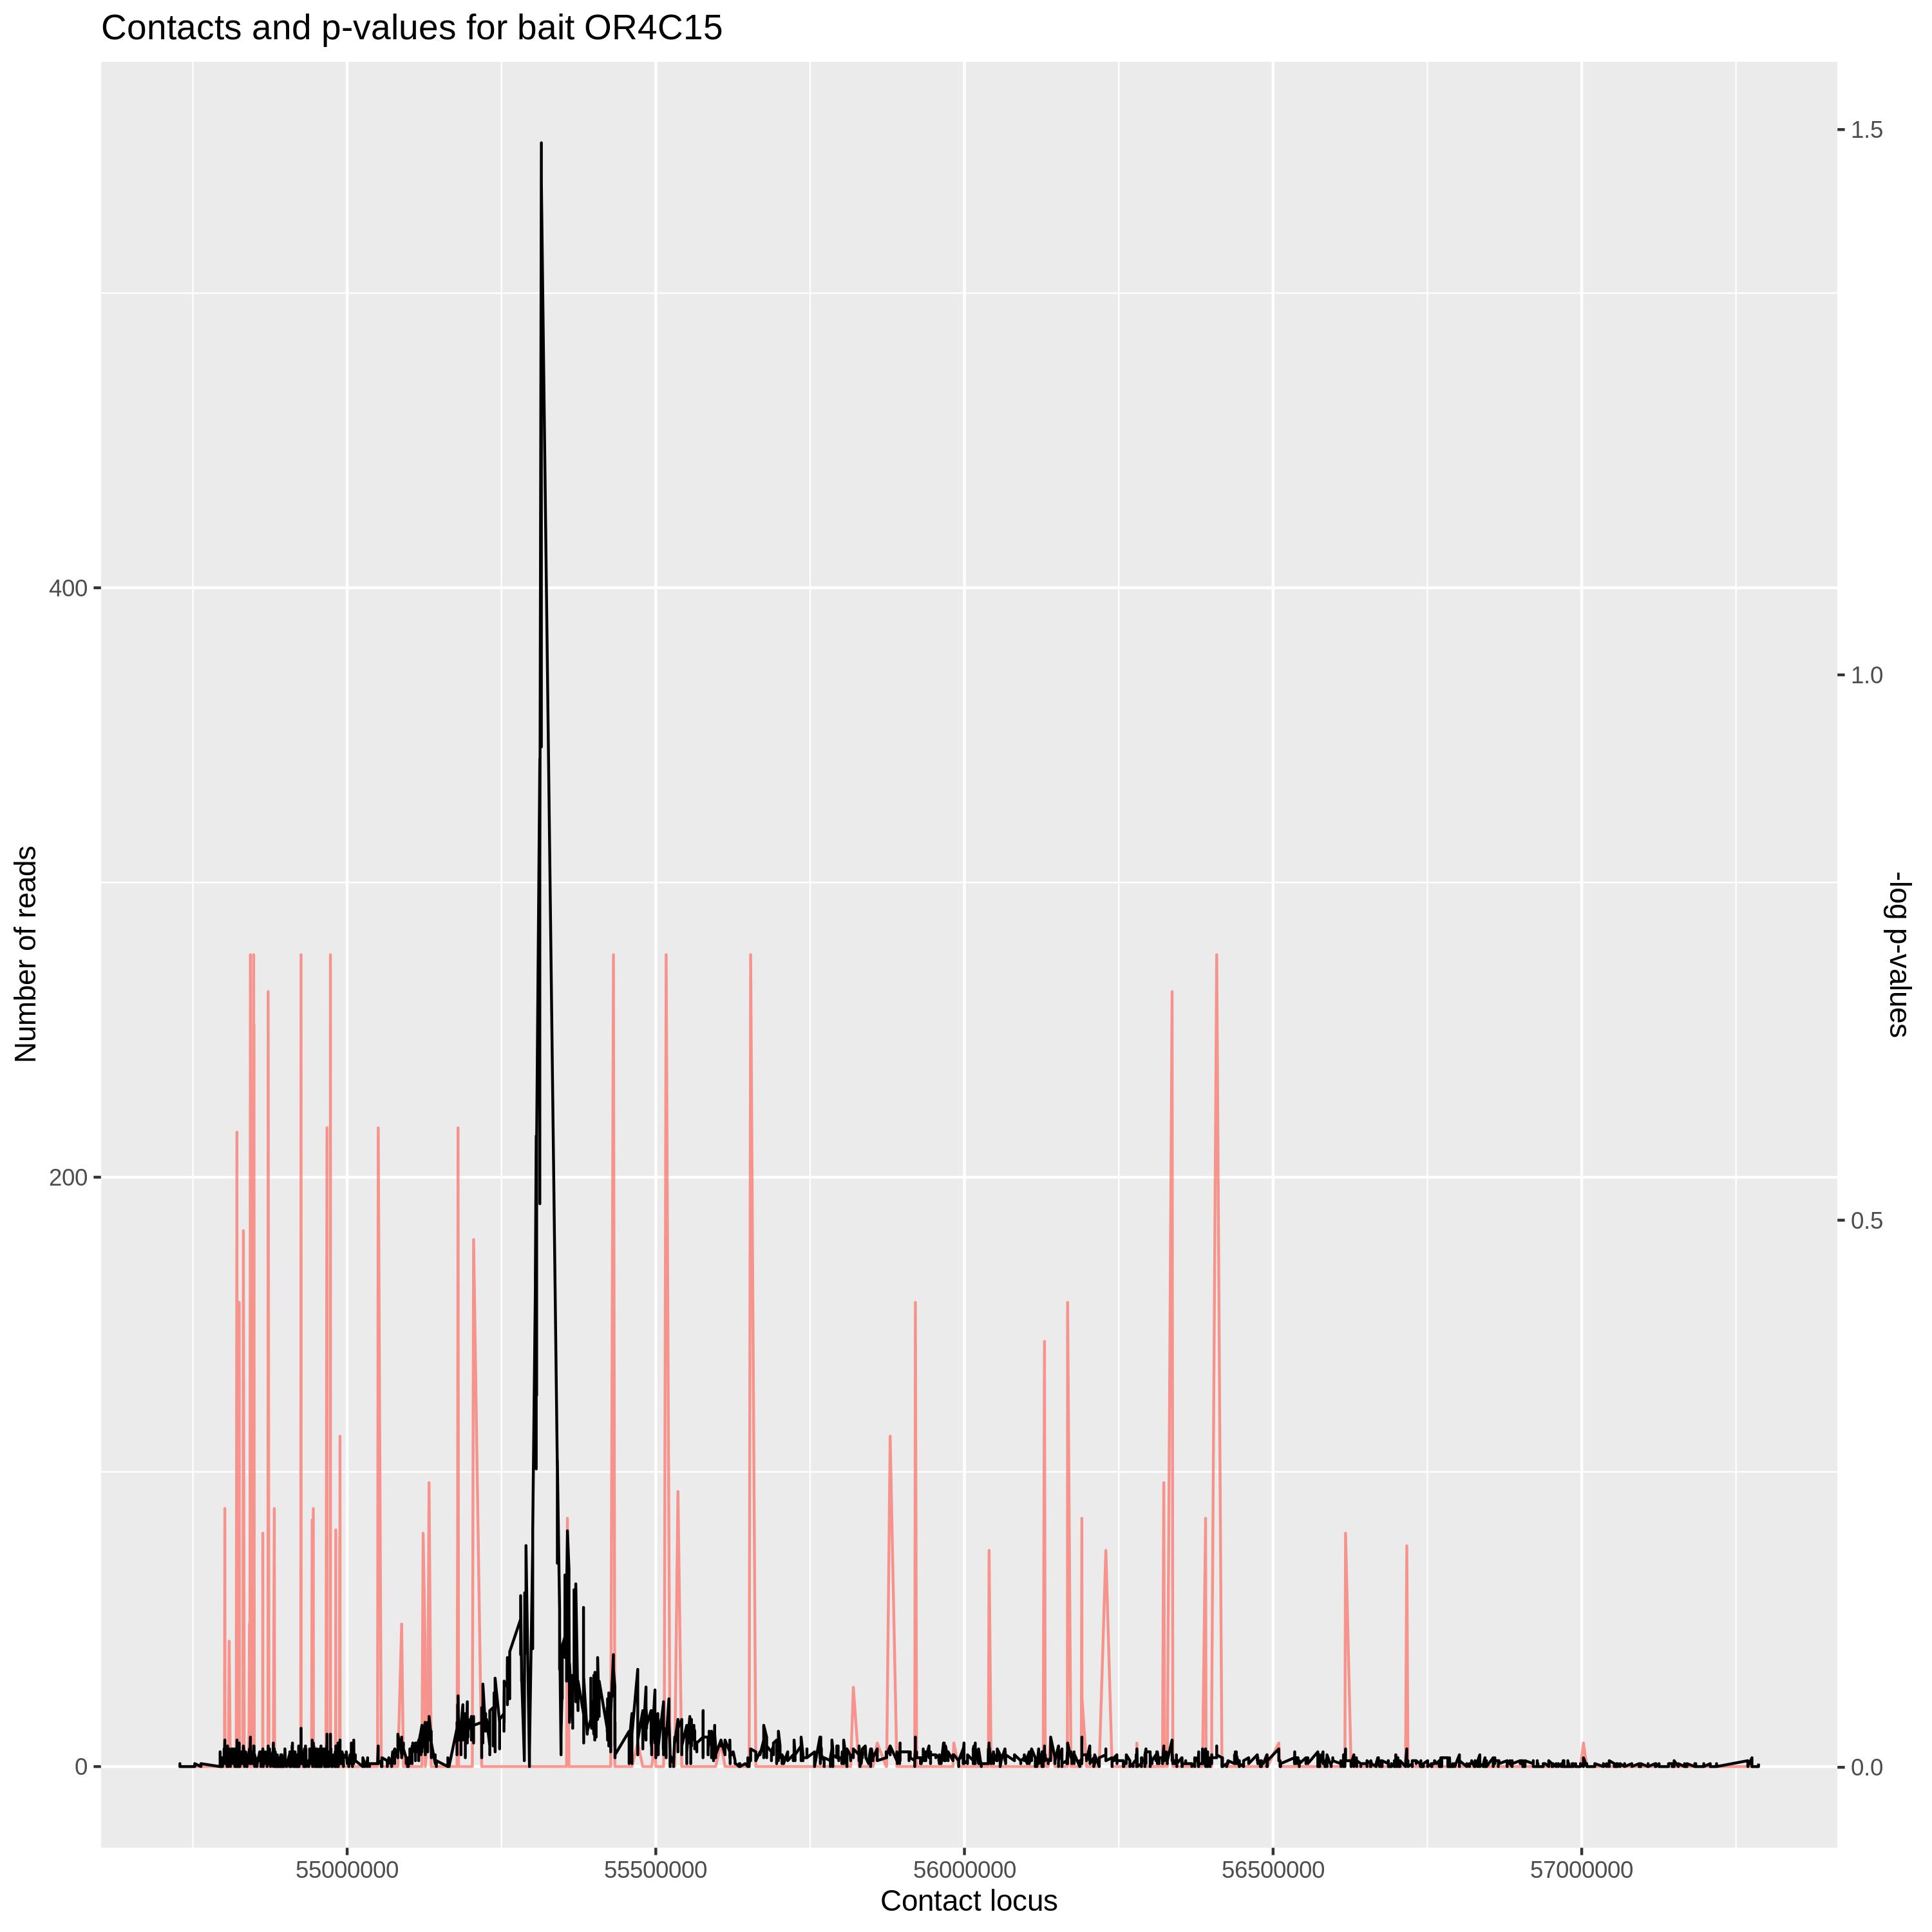 Contacts and p-values for bait OR4C15
Number of reads
400
200
0
1.5
1.0
0.5
0.0
-log p-values
55000000 55500000 56000000 56500000 57000000
Contact locus